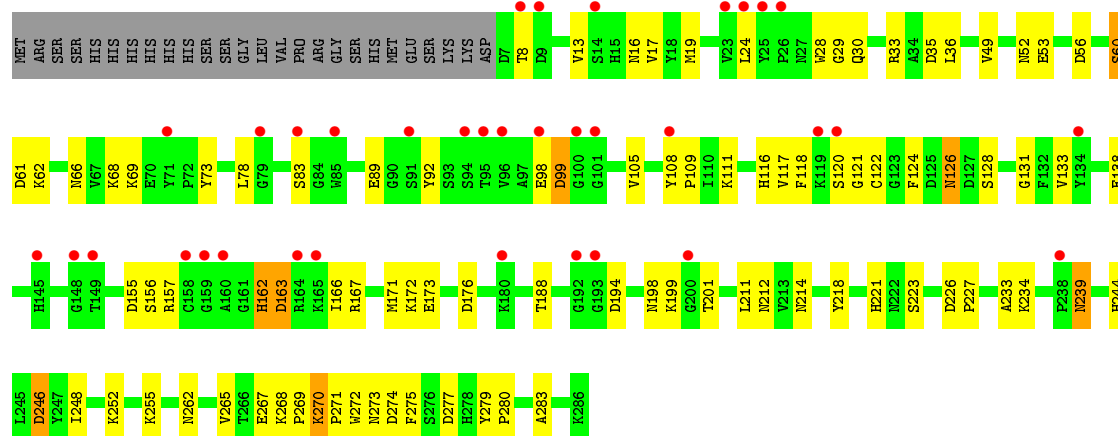 MET ARG SER SER HIS HIS HIS HIS HIS HIS SER SER GLY LEU VAL PRO ARG GLY SER HIS MET GLU SER LYS LYS ASP D7 T8 D9 V13 S14 H15 N16 V17 Y18 M19 V23 L24 Y25 P26 N27 W28 G29 Q30 R33 A34 D35 L36 V49 N52 E53 D56
D61 K62 N66 V67 K68 K69 E70 Y71 P72 Y73 L78 G79 S83 G84 W85 E89 G90 S91 Y92 S93 S94 T95 V96 A97 E98 D99 G100 G101 V105 Y108 P109 I110 K111 H116 V117 F118 K119 S120 G121 C122 G123 F124 D125 N126 D127 S128 G131 F132 V133 Y134
H145 G148 T149 D155 S156 R157 C158 G159 A160 G161 H162 D163 R164 K165 I166 R167 M171 K172 E173 D176 K180 T188 G192 G193 D194 N198 K199 G200 T201 L211 N212 V213 N214 Y218 H221 N222 S223 D226 P227 A233 K234 P238 N239
L245 D246 Y247 I248 K252 K255 N262 V265 T266 E267 K268 P269 K270 P271 W272 N273 D274 F275 S276 D277 H278 Y279 P280 A283 K286